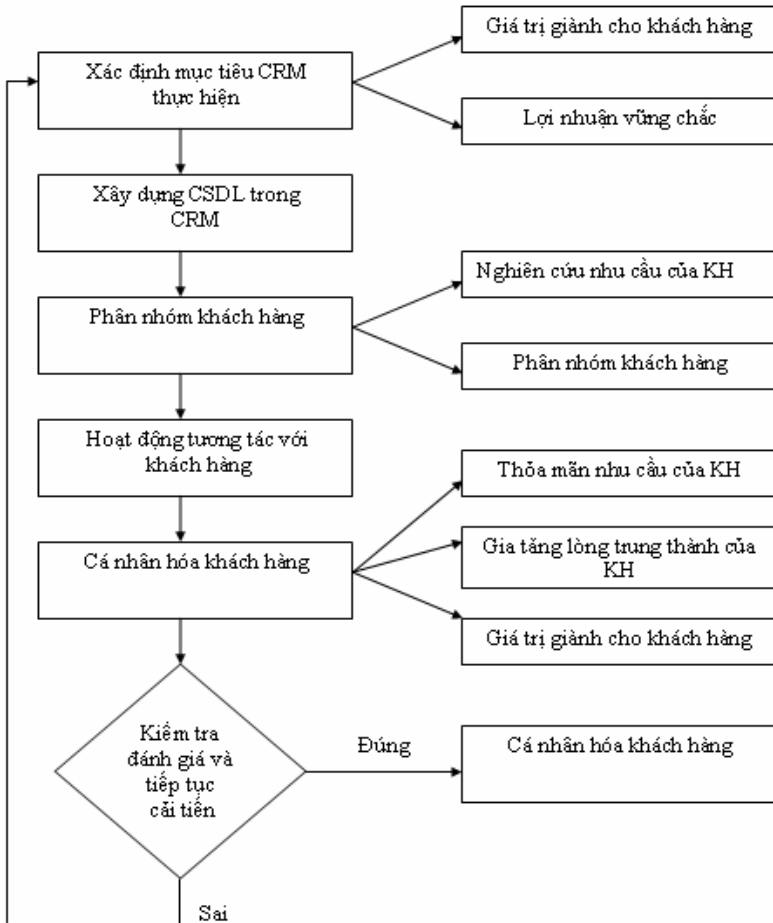 Giá trị giành cho khách hàng
Xác định mục tiêu CRM
thực hiện
Lợi nhuận vững chắc
Xây dụng CSDL trong
CRM
Nghiên cứu nhu cầu của KH
Phân nhóm khách hàng
Phân nhóm khách hàng
Hoạt động tương tác với
khách hàng
Thỏa mãn nhu cầu của KH
Gia tăng lòng trung thành của
KH
Cá nhân hóa khách hàng
Giá trị giành cho khách hàng
Kiểm tra
đánh giá và
tiếp tục
cải tiến
Đúng
Cá nhân hóa khách hàng
Sai